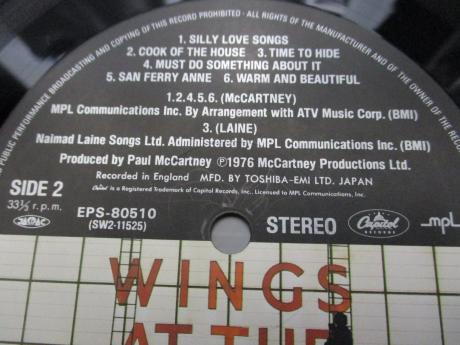 PUBLIC PERFORMANCE BROADCASTING AND COPYING OF THIS RECORD PROHIBITED · ALL RIGHTS OF THE MANUFACTURER AND OF THE OWNER OF THE RECORDED
1. SILLY LOVE SONGS
2. COOK OF THE HOUSE 3. TIME TO HIDE
4. MUST DO SOMETHING ABOUT IT
5. SAN FERRY ANNE 6. WARM AND BEAUTIFUL
1.2.4.5.6. (McCARTNEY)
MPL Communications Inc. By Arrangement with ATV Music Corp. (BMI)
3. (LAINE)
Naimad Laine Songs Ltd. Administered by MPL Communications Inc. (BMI)
Produced by Paul McCartney ℗1976 McCartney Productions Ltd.
Recorded in England MFD. BY TOSHIBA-EMI LTD. JAPAN
Capitol is a Registered Trademark of Capitol Records, Inc., Licensed to MPL Communications, Inc.
SIDE 2
33⅓ r.p.m.
EPS-80510
(SW2-11525)
STEREO
Capitol
RECORDS
mpl
WINGS
AT THE